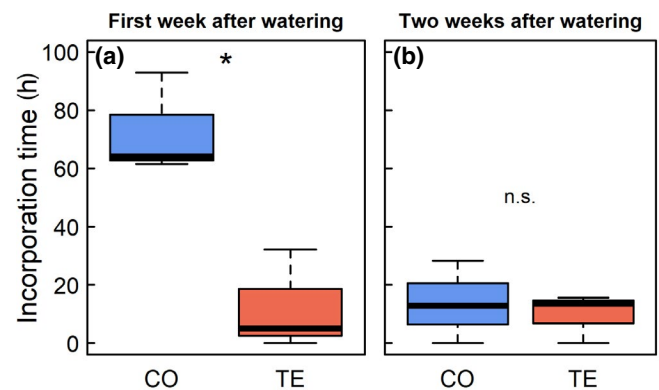 First week after watering
Two weeks after watering
(a)
*
(b)
Incorporation time (h)
100
80
60
40
20
0
n.s.
CO
TE
CO
TE